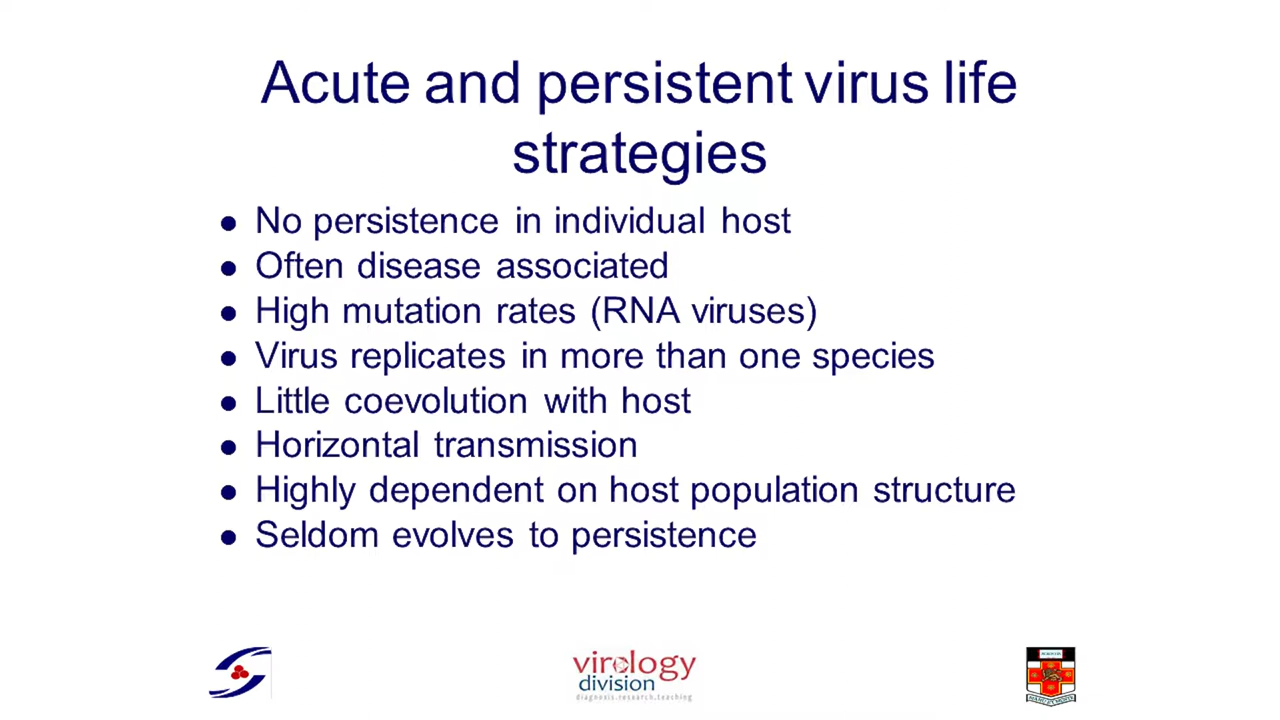 Acute and persistent virus life
strategies
● No persistence in individual host
● Often disease associated
● High mutation rates (RNA viruses)
● Virus replicates in more than one species
● Little coevolution with host
● Horizontal transmission
● Highly dependent on host population structure
● Seldom evolves to persistence
virology
division
diagnosis.research.teaching